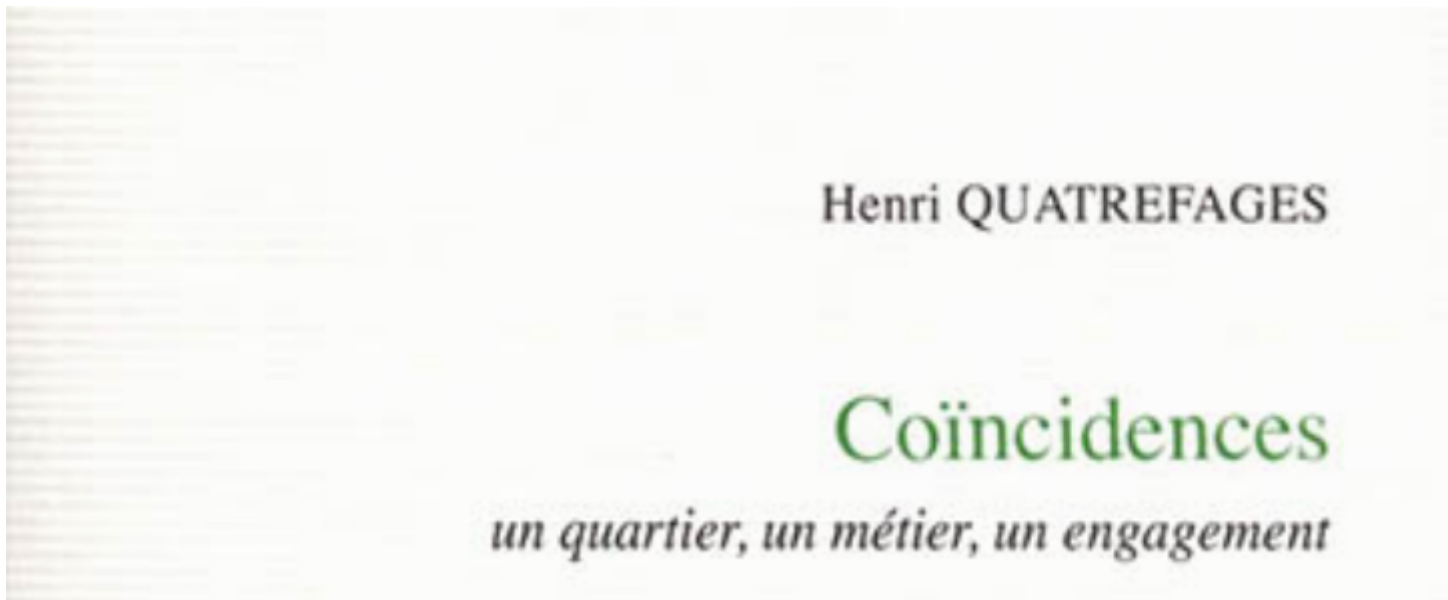 Henri QUATREFAGES
Coïncidences
un quartier, un métier, un engagement